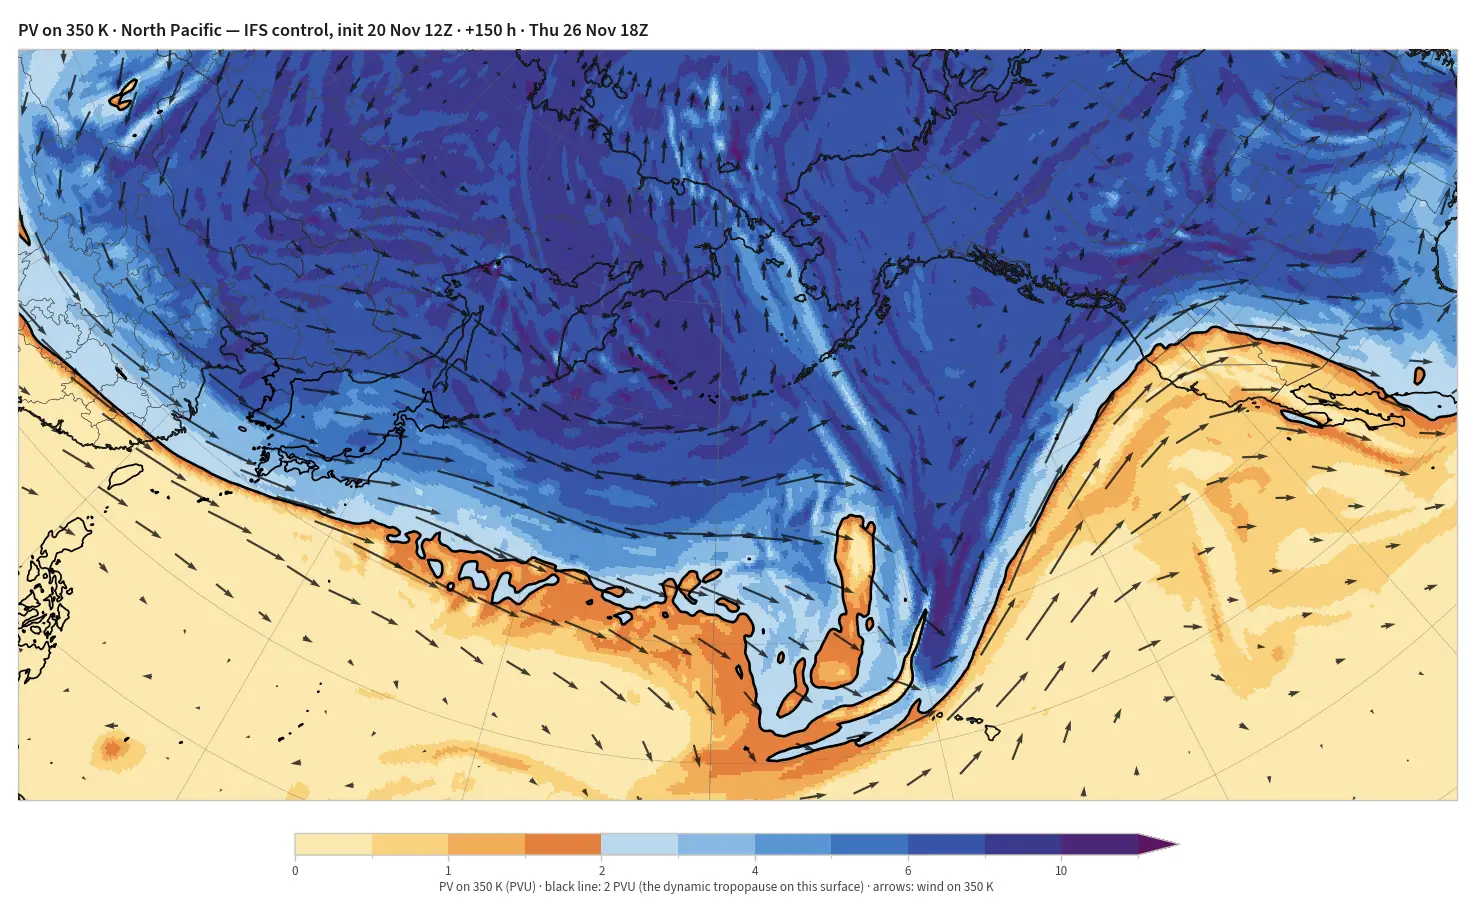 PV on 350 K · North Pacific — IFS control, init 20 Nov 12Z · +150 h · Thu 26 Nov 18Z
0 1 2 4 6 10
PV on 350 K (PVU) · black line: 2 PVU (the dynamic tropopause on this surface) · arrows: wind on 350 K